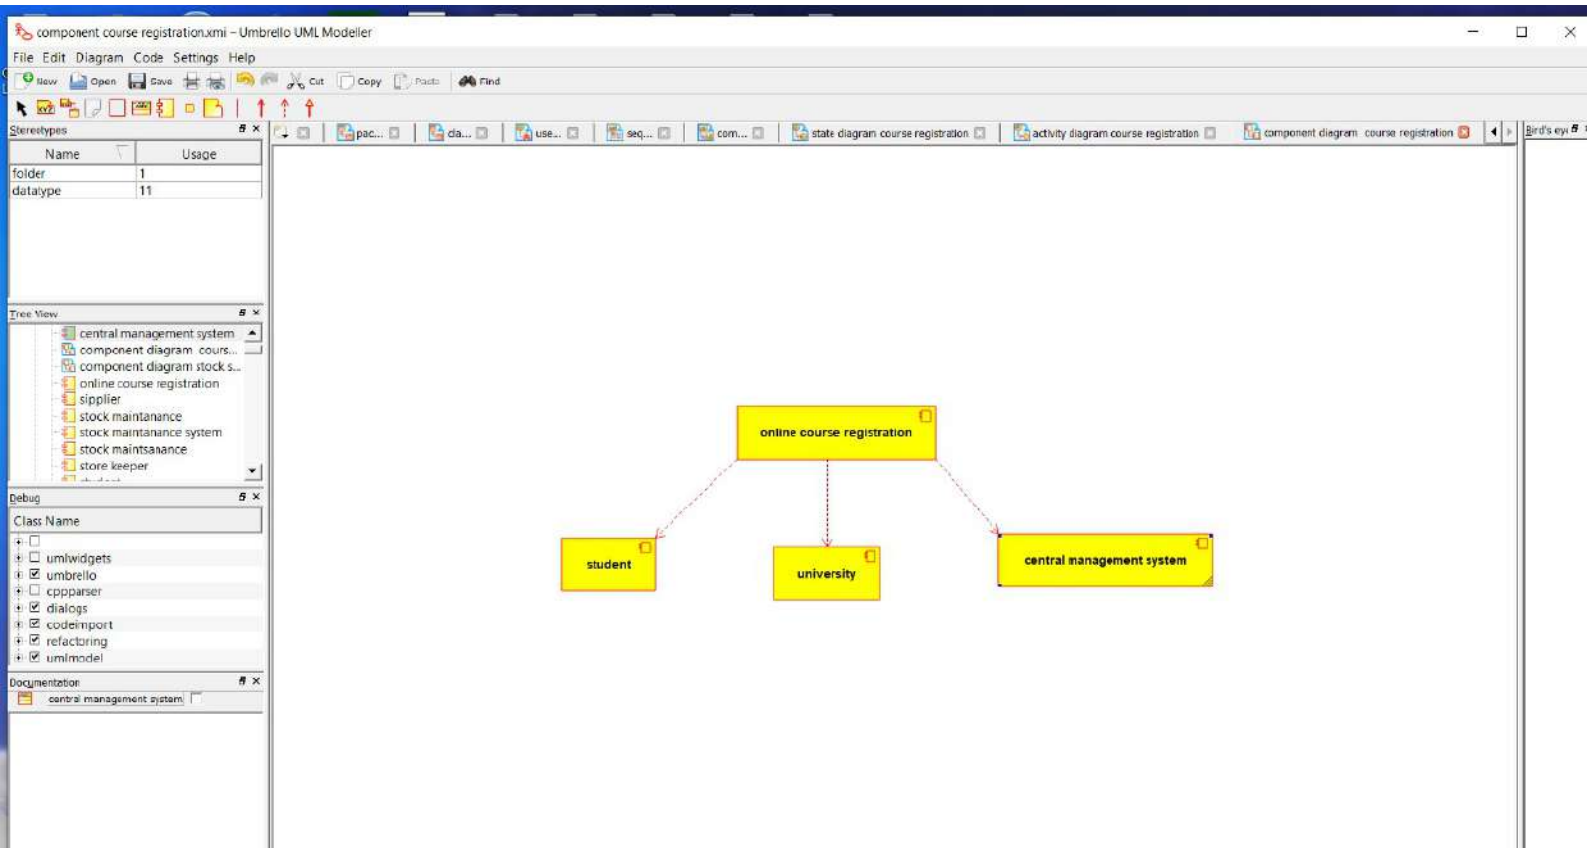 component course registration.xmi – Umbrello UML Modeller
File Edit Diagram Code Settings Help
New Open Save Cut Copy Paste Find
Stereotypes
pac... cla... use... seq... com... state diagram course registration activity diagram course registration component diagram course registration
Bird's eye
Name Usage
folder 1
datatype 11
Tree View
central management system
component diagram cours...
component diagram stock s...
online course registration
sipplier
stock maintanance
stock maintanance system
stock maintsanance
store keeper
Debug
Class Name
umlwidgets
umbrello
cppparser
dialogs
codeimport
refactoring
umlmodel
Documentation
central management system
online course registration
student
university
central management system